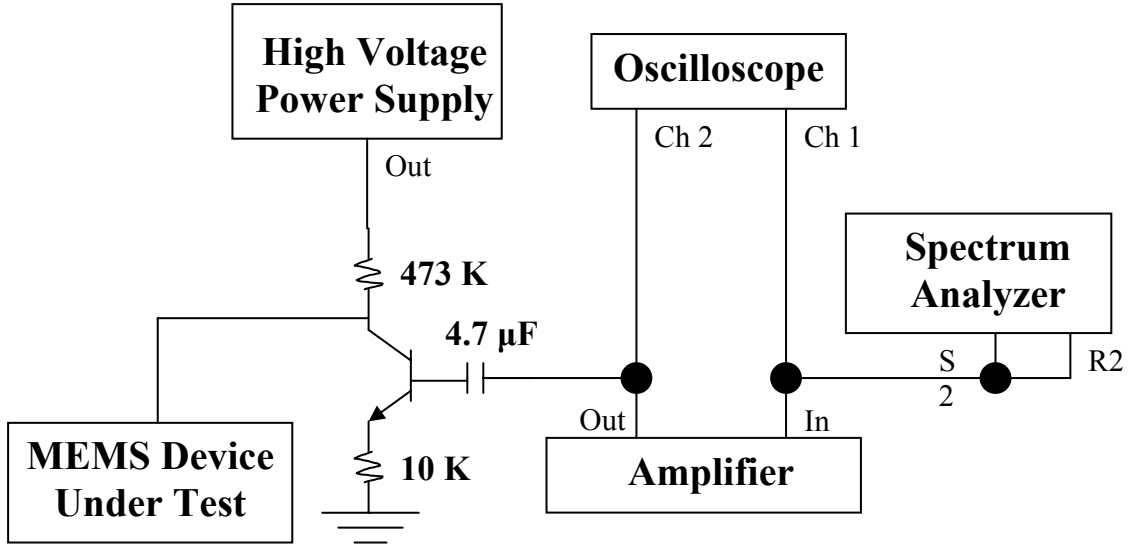 High Voltage
Power Supply
Out
Oscilloscope
Ch 2
Ch 1
Spectrum
Analyzer
S
2
R2
473 K
4.7 µF
Out
In
Amplifier
MEMS Device
Under Test
10 K